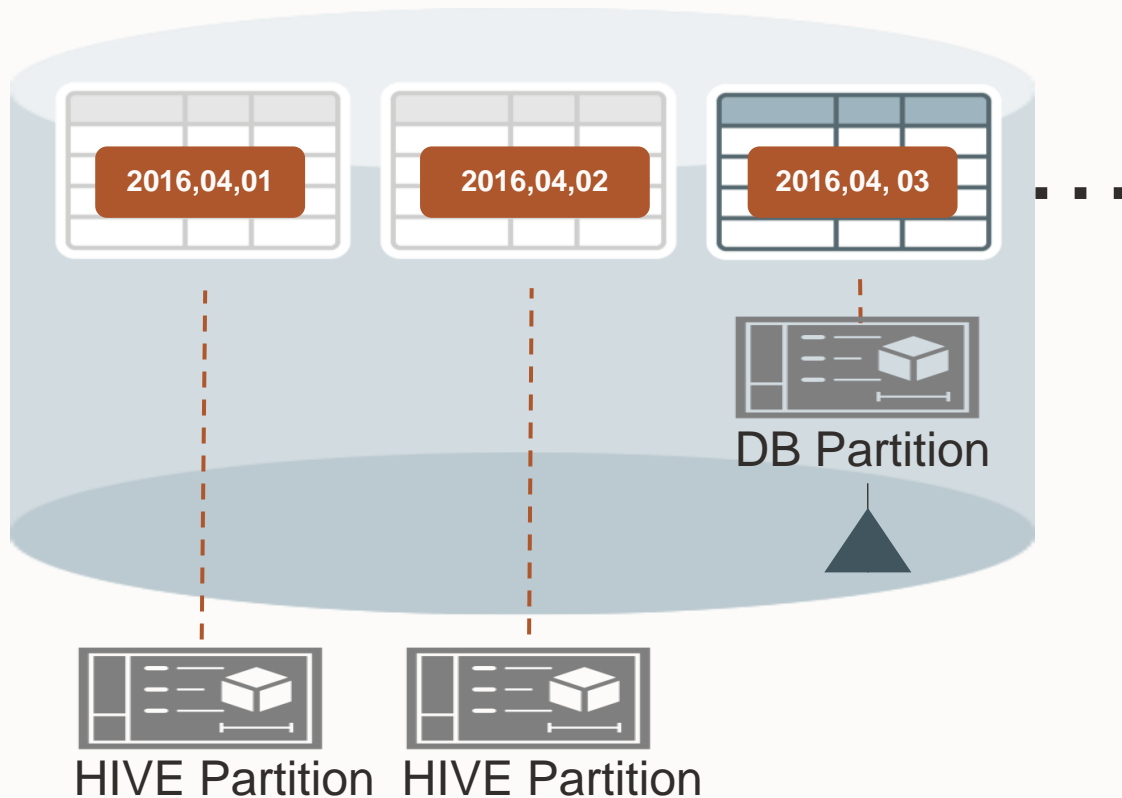 2016,04,01
2016,04,02
2016,04, 03
DB Partition
HIVE Partition
HIVE Partition